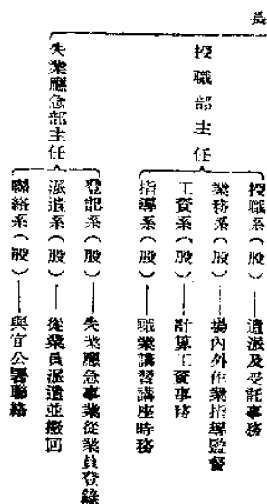 長
授職部主任
授職系(股)——遣派及受託事務
業務系(股)——場內外作業指導監督
工資系(股)——計算工資事務
指導系(股)——職業講習講座時務
失業應急部主任
登記系(股)——失業應急事業從業員登錄
派遣系(股)——從業員派遣並撤回
聯絡系(股)——與官公署聯絡